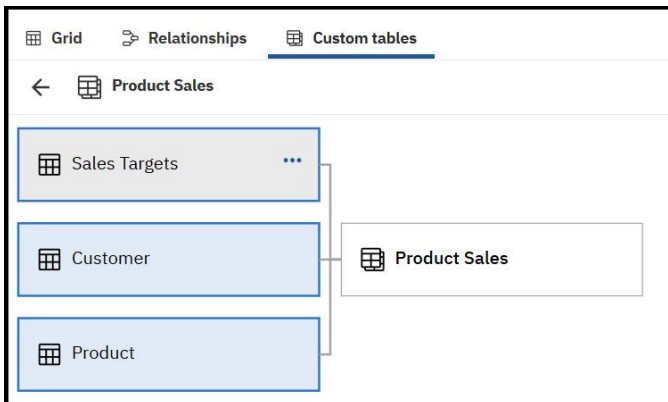 Grid Relationships Custom tables
Product Sales
Sales Targets
Customer
Product Sales
Product